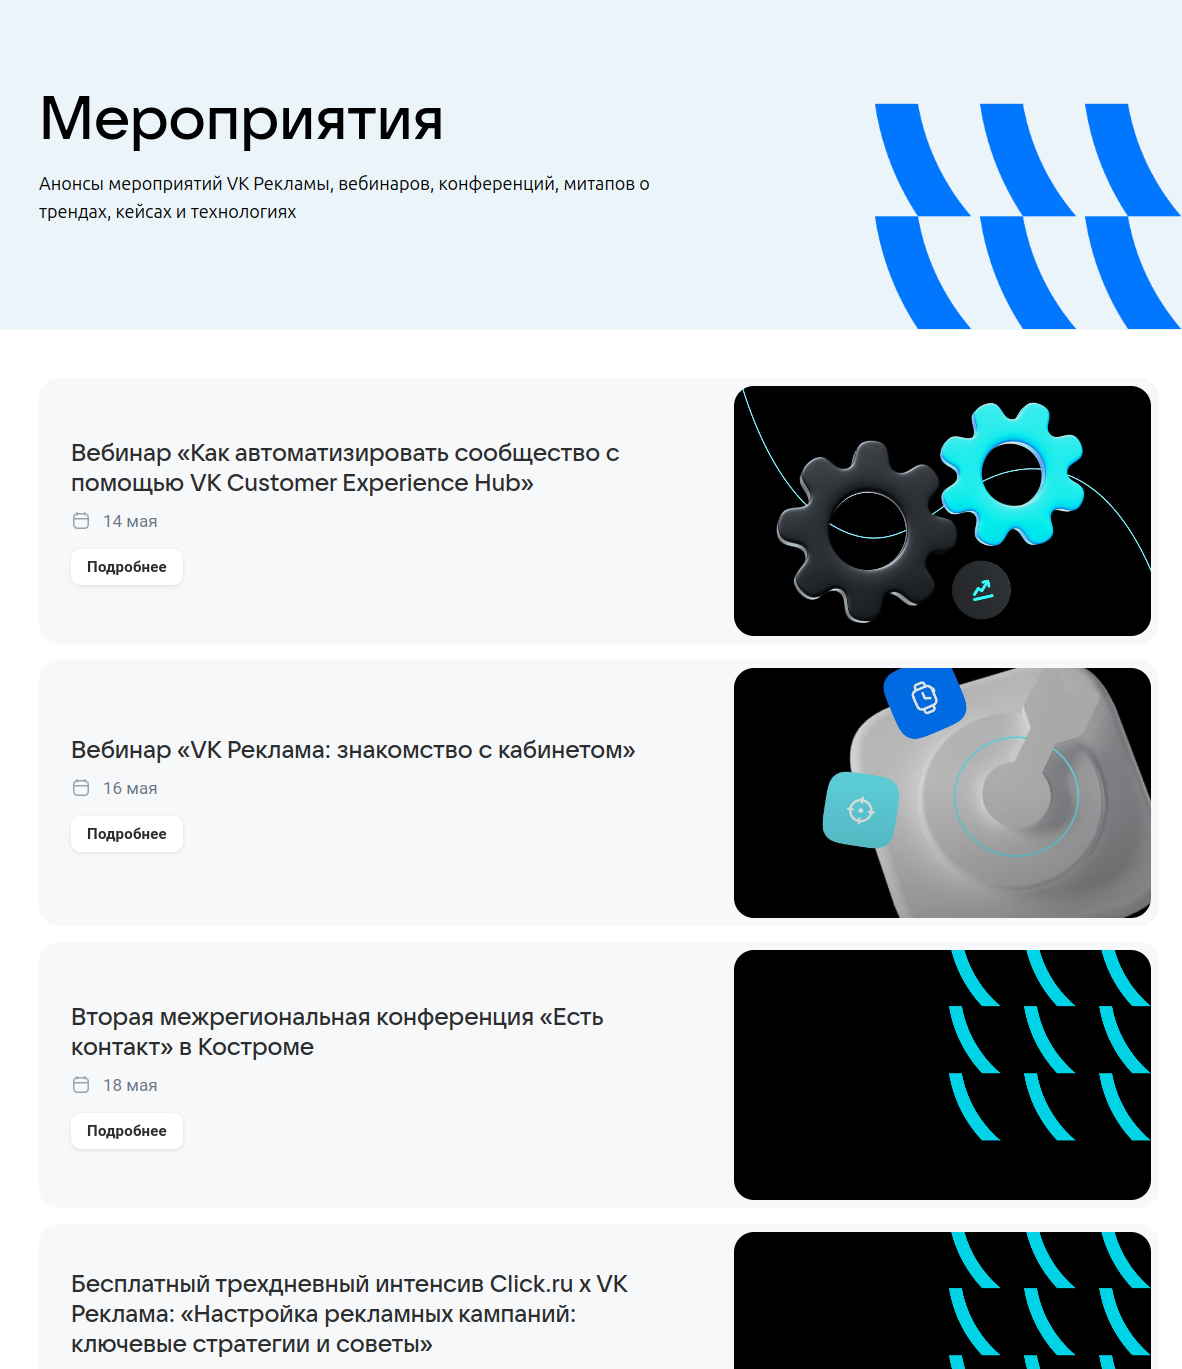 Мероприятия
Анонсы мероприятий VK Рекламы, вебинаров, конференций, митапов о
трендах, кейсах и технологиях
Вебинар «Как автоматизировать сообщество с
помощью VK Customer Experience Hub»
14 мая
Подробнее
Вебинар «VK Реклама: знакомство с кабинетом»
16 мая
Подробнее
Вторая межрегиональная конференция «Есть
контакт» в Костроме
18 мая
Подробнее
Бесплатный трехдневный интенсив Click.ru x VK
Реклама: «Настройка рекламных кампаний:
ключевые стратегии и советы»